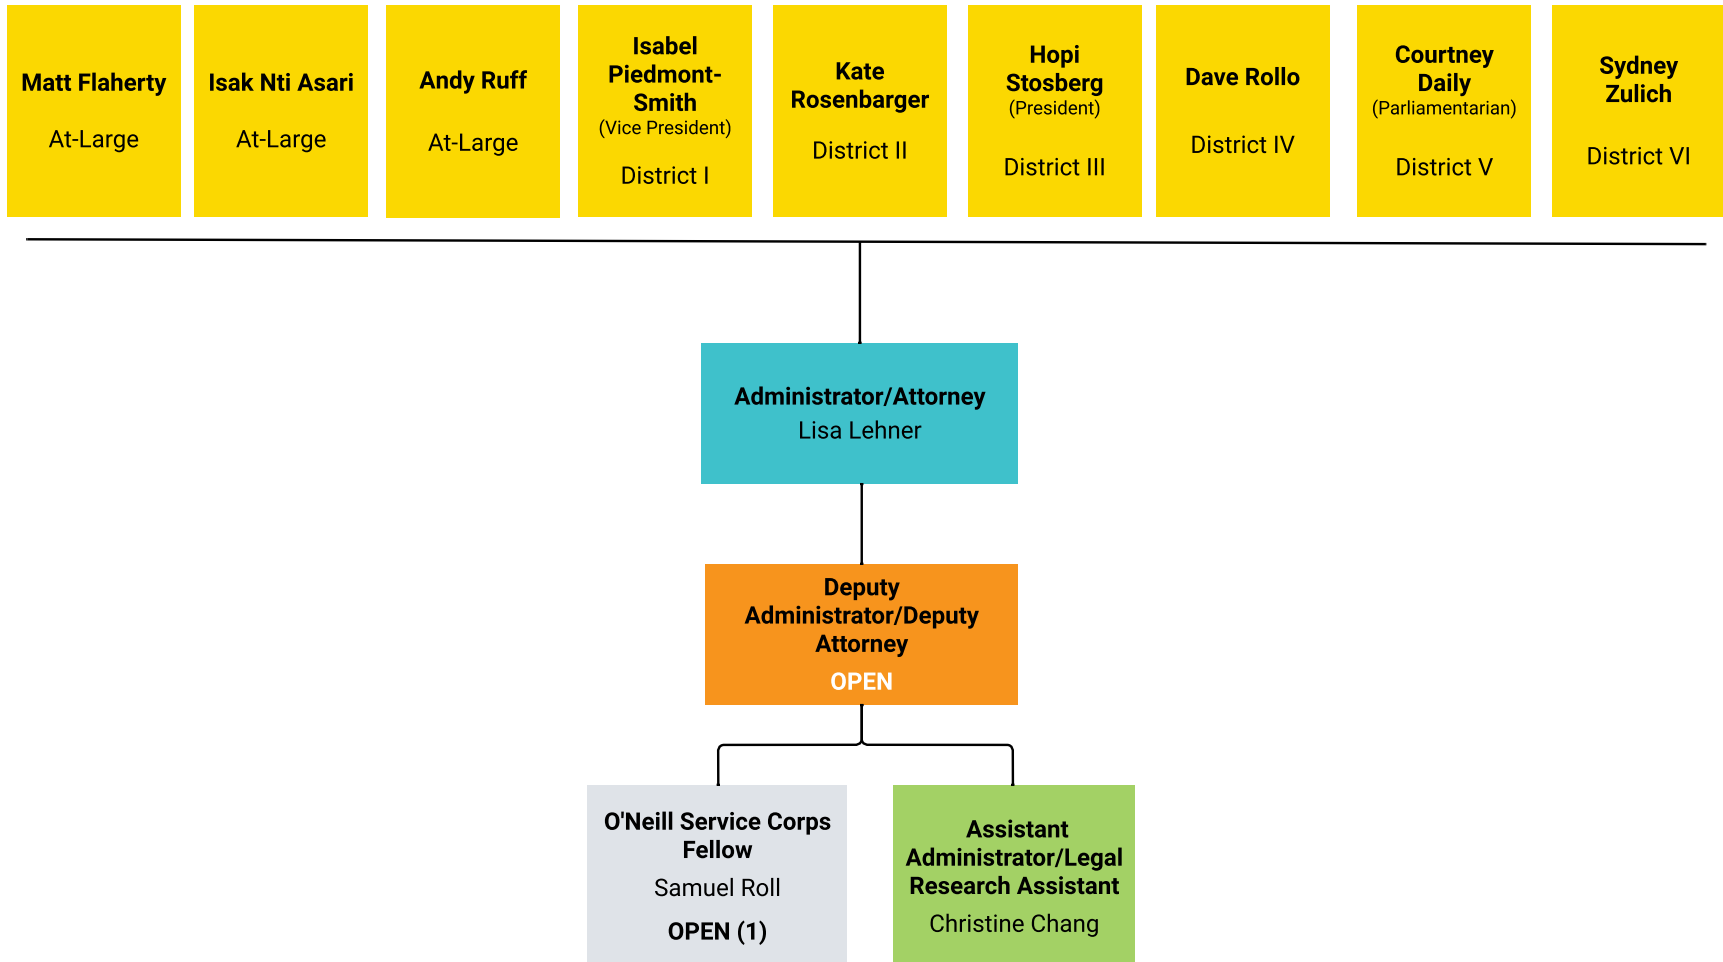 Matt Flaherty
At-Large
Isak Nti Asari
At-Large
Andy Ruff
At-Large
Isabel
Piedmont-
Smith
(Vice President)
District I
Kate
Rosenbarger
District II
Hopi
Stosberg
(President)
District III
Dave Rollo
District IV
Courtney
Daily
(Parliamentarian)
District V
Sydney
Zulich
District VI
Administrator/Attorney
Lisa Lehner
Deputy
Administrator/Deputy
Attorney
OPEN
O'Neill Service Corps
Fellow
Samuel Roll
OPEN (1)
Assistant
Administrator/Legal
Research Assistant
Christine Chang